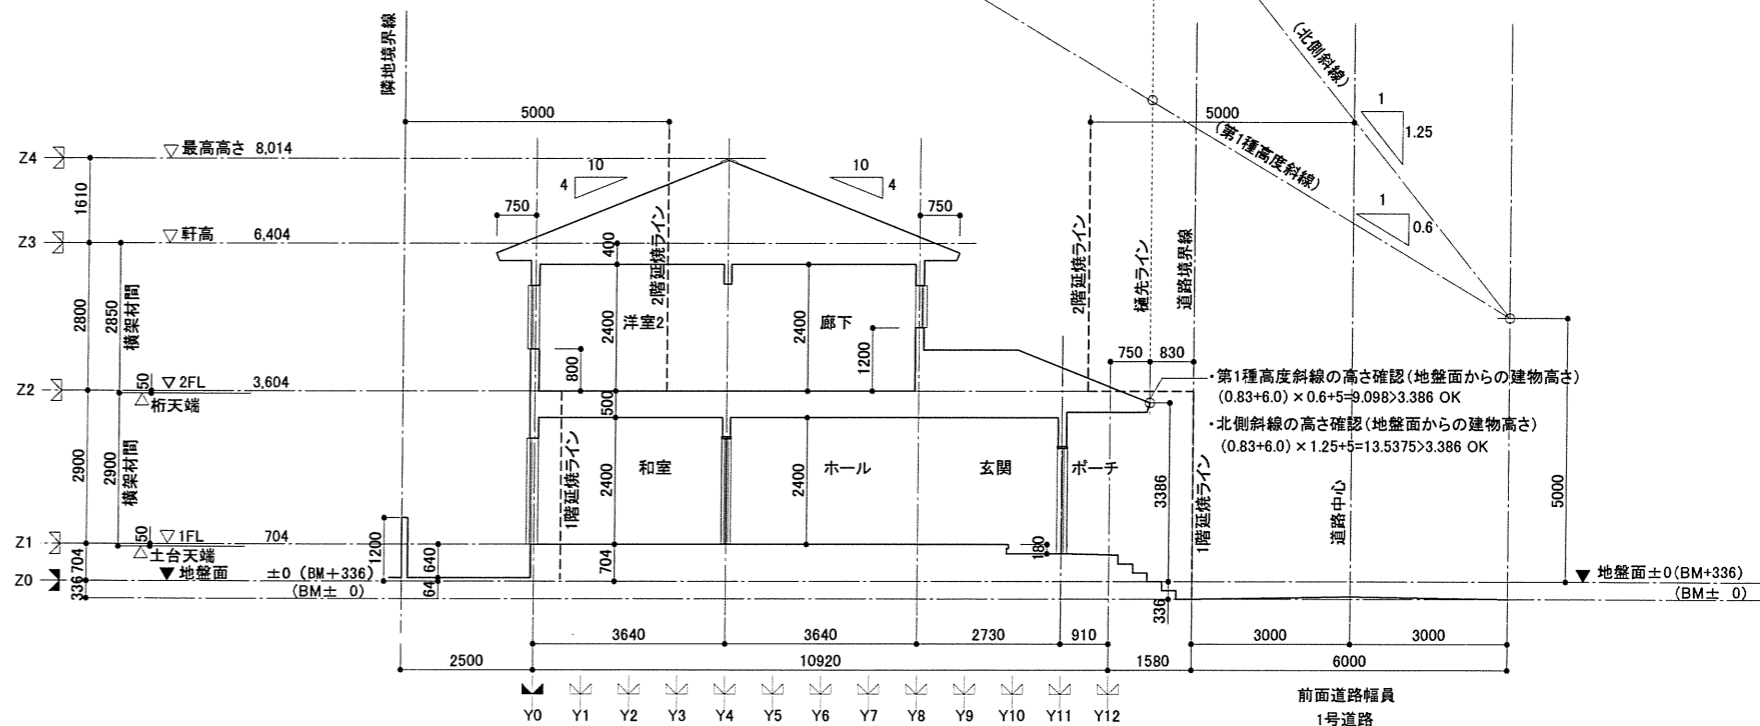 隣地境界線
5000
Z4
▽最高高さ 8,014
1610
10
4
10
4
750
750
Z3
▽軒高 6,404
400
2階延焼ライン
2800
2850
横架材間
2400
洋室2
2400
廊下
800
1200
Z2
50
▽2FL 3,604
△桁天端
500
2900
2900
横架材間
1階延焼ライン
2400
和室
2400
ホール
玄関
ポーチ
180
Z1
50
▽1FL 704
△土台天端
1200
640
704
704
Z0
▼地盤面 ±0 (BM+336)
(BM± 0)
336
64
(北側斜線)
1
1.25
5000
(第1種高度斜線)
1
0.6
2階延焼ライン
樋先ライン
道路境界線
750
830
・第1種高度斜線の高さ確認(地盤面からの建物高さ)
(0.83+6.0)×0.6+5=9.098>3.386 OK
・北側斜線の高さ確認(地盤面からの建物高さ)
(0.83+6.0)×1.25+5=13.5375>3.386 OK
3386
1階延焼ライン
道路中心
5000
▼地盤面±0(BM+336)
(BM± 0)
336
3640
3640
2730
910
3000
3000
2500
10920
1580
6000
前面道路幅員
1号道路
Y0 Y1 Y2 Y3 Y4 Y5 Y6 Y7 Y8 Y9 Y10 Y11 Y12